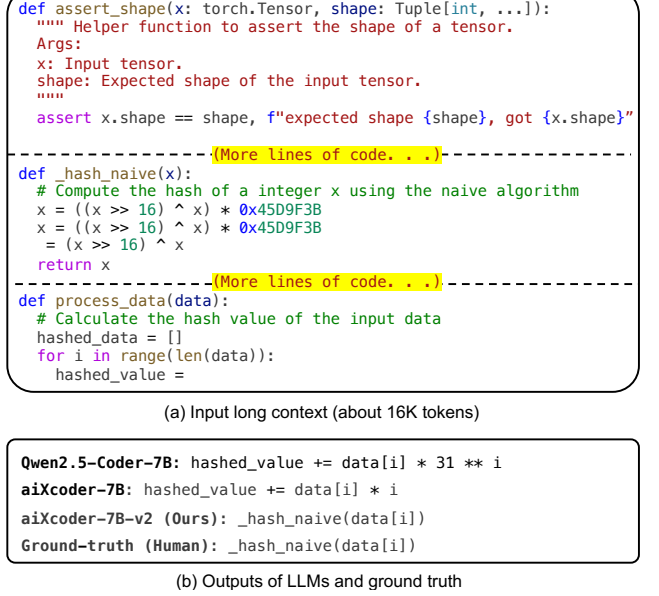 def assert_shape(x: torch.Tensor, shape: Tuple[int, ...]):
""" Helper function to assert the shape of a tensor.
Args:
x: Input tensor.
shape: Expected shape of the input tensor.
"""
assert x.shape == shape, f"expected shape {shape}, got {x.shape}”
(More lines of code. . .)
def _hash_naive(x):
# Compute the hash of a integer x using the naive algorithm
x = ((x >> 16) ^ x) * 0x45D9F3B
x = ((x >> 16) ^ x) * 0x45D9F3B
= (x >> 16) ^ x
return x
(More lines of code. . .)
def process_data(data):
# Calculate the hash value of the input data
hashed_data = []
for i in range(len(data)):
hashed_value =
(a) Input long context (about 16K tokens)
Qwen2.5-Coder-7B: hashed_value += data[i] * 31 ** i
aiXcoder-7B: hashed_value += data[i] * i
aiXcoder-7B-v2 (Ours): _hash_naive(data[i])
Ground-truth (Human): _hash_naive(data[i])
(b) Outputs of LLMs and ground truth